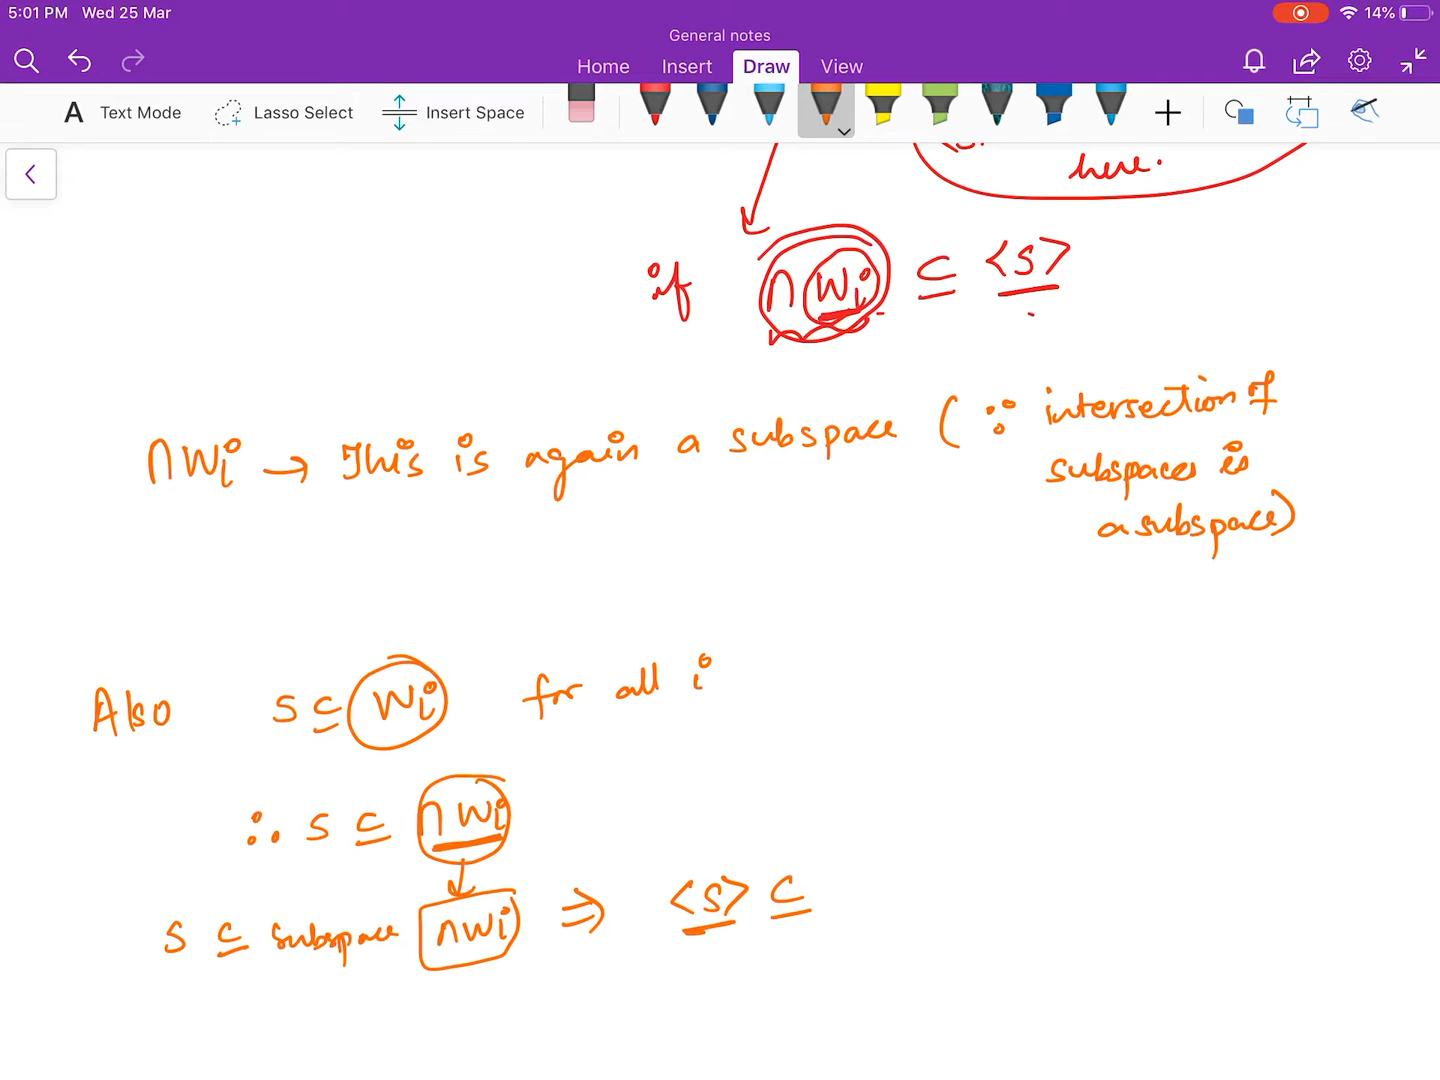 5:01 PM Wed 25 Mar
14%
General notes
Home Insert Draw View
A Text Mode Lasso Select Insert Space
here.
if ∩Wi ⊆ <S>
∩Wi → This is again a subspace (∵ intersection of
subspaces is
a subspace)
Also S ⊆ Wi for all i
∴ S ⊆ ∩Wi
S ⊆ subspace ∩Wi ⇒ <S> ⊆